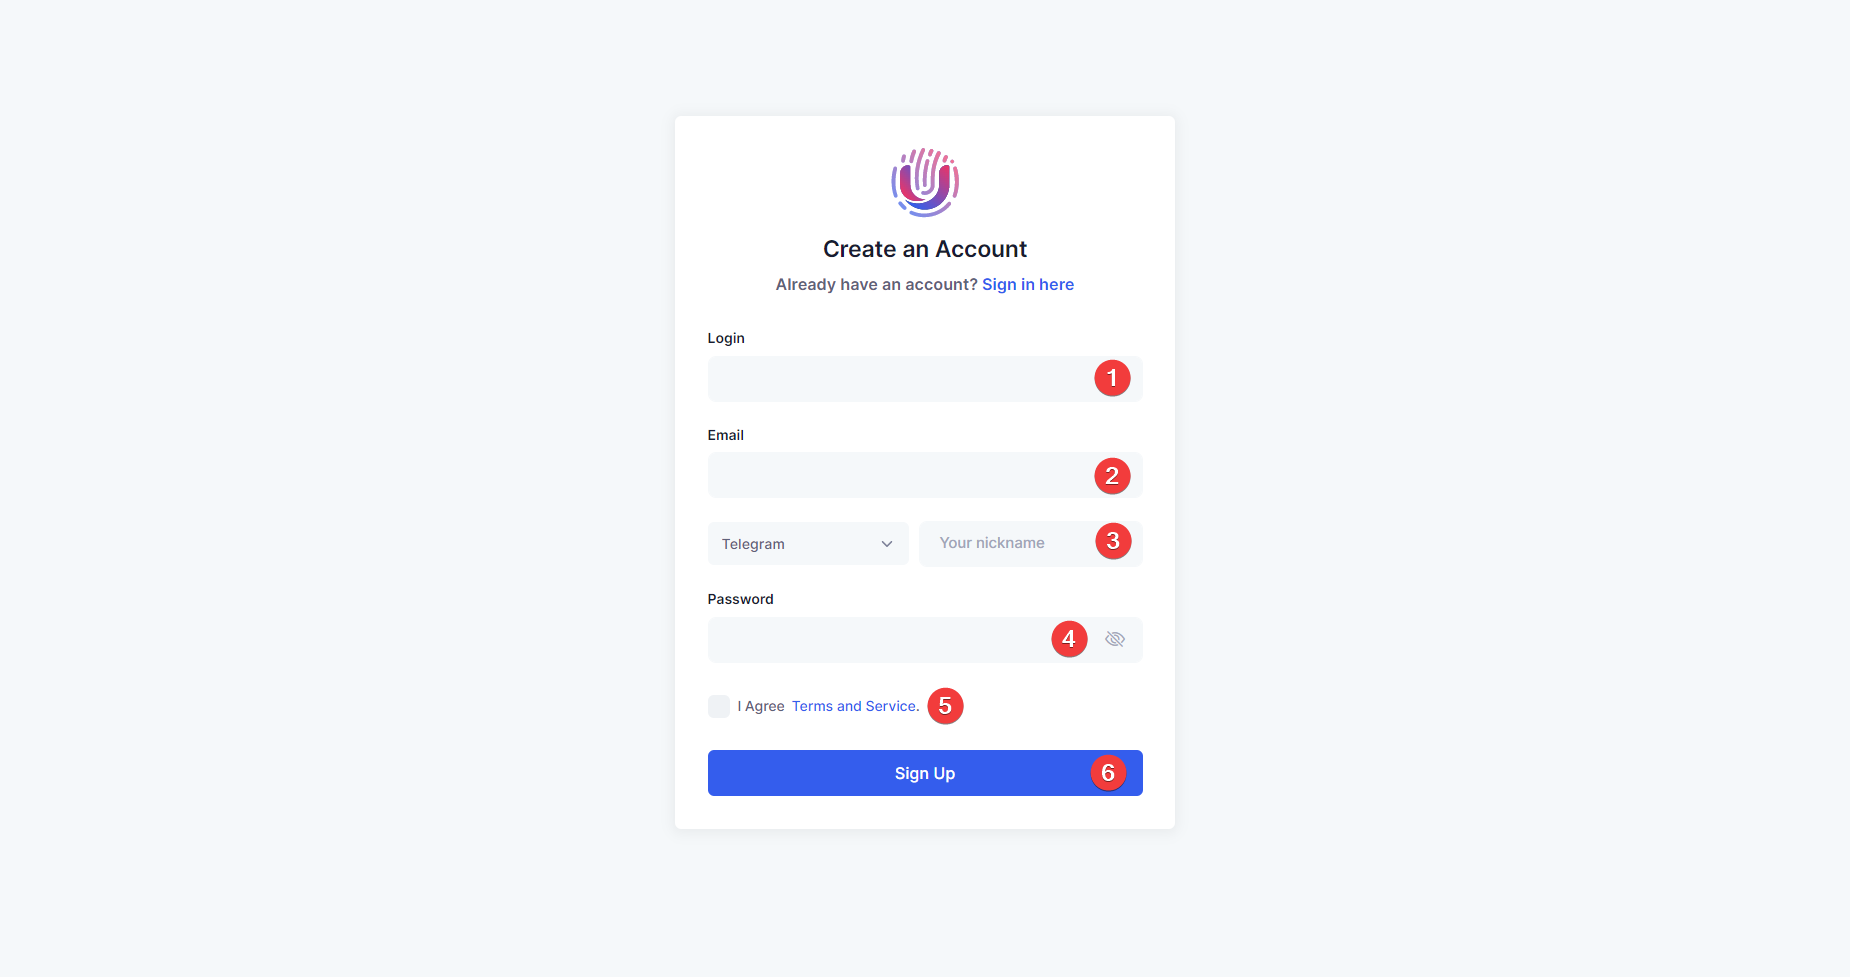 Create an Account
Already have an account? Sign in here
Login
1
Email
2
Telegram Your nickname 3
Password
4
I Agree Terms and Service. 5
Sign Up 6